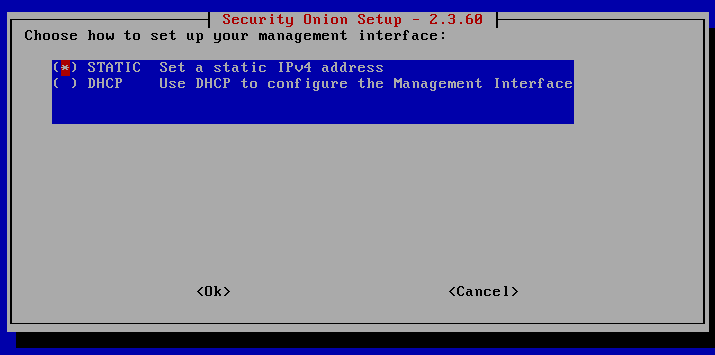 Security Onion Setup - 2.3.60
Choose how to set up your management interface:
(*) STATIC  Set a static IPv4 address
( ) DHCP    Use DHCP to configure the Management Interface
<Ok>    <Cancel>